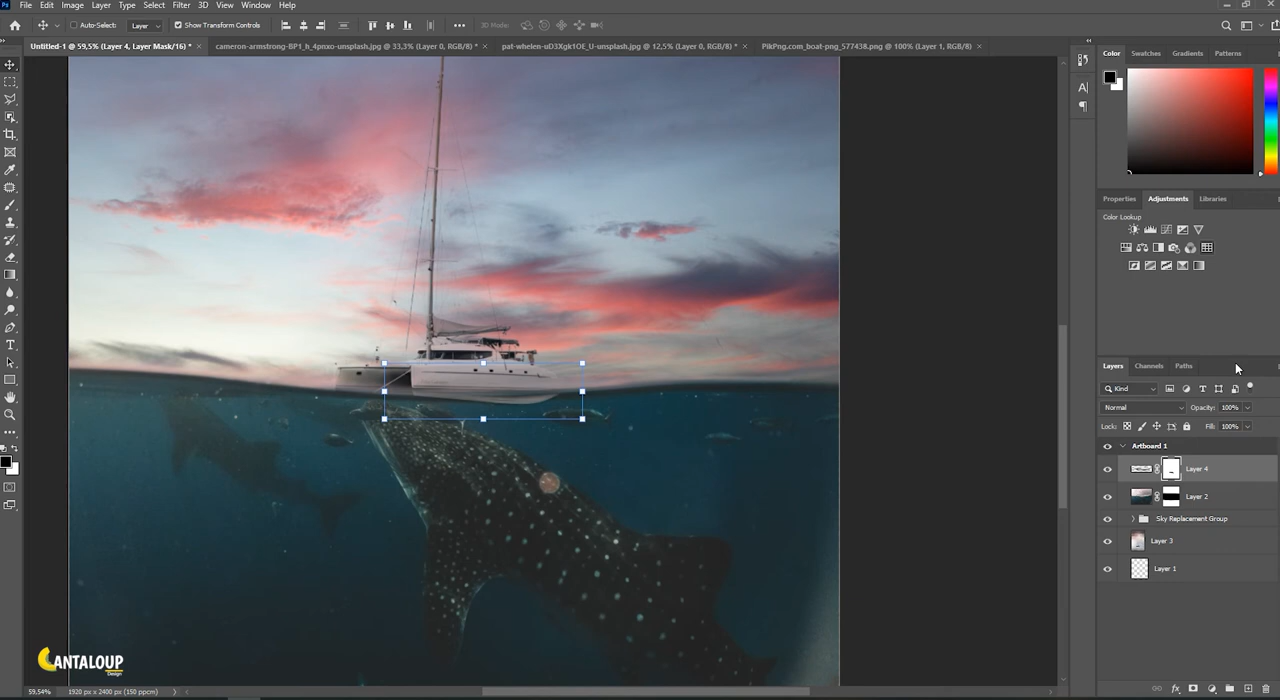 Ps File Edit Image Layer Type Select Filter 3D View Window Help
Auto-Select: Layer Show Transform Controls 3D Mode:
Untitled-1 @ 59,5% (Layer 4, Layer Mask/16) * × cameron-armstrong-BP1_h_4pnxo-unsplash.jpg @ 33,3% (Layer 0, RGB/8) * × pat-whelen-uD3Xgk1OE_U-unsplash.jpg @ 12,5% (Layer 0, RGB/8) * × PikPng.com_boat-png_577438.png @ 100% (Layer 1, RGB/8) ×
Color Swatches Gradients Patterns
Properties Adjustments Libraries
Color Lookup
Layers Channels Paths
Kind
Normal Opacity: 100%
Lock: Fill: 100%
Artboard 1
Layer 4
Layer 2
Sky Replacement Group
Layer 3
Layer 1
CANTALOUP
Design
59,54% 1920 px x 2400 px (150 ppcm)